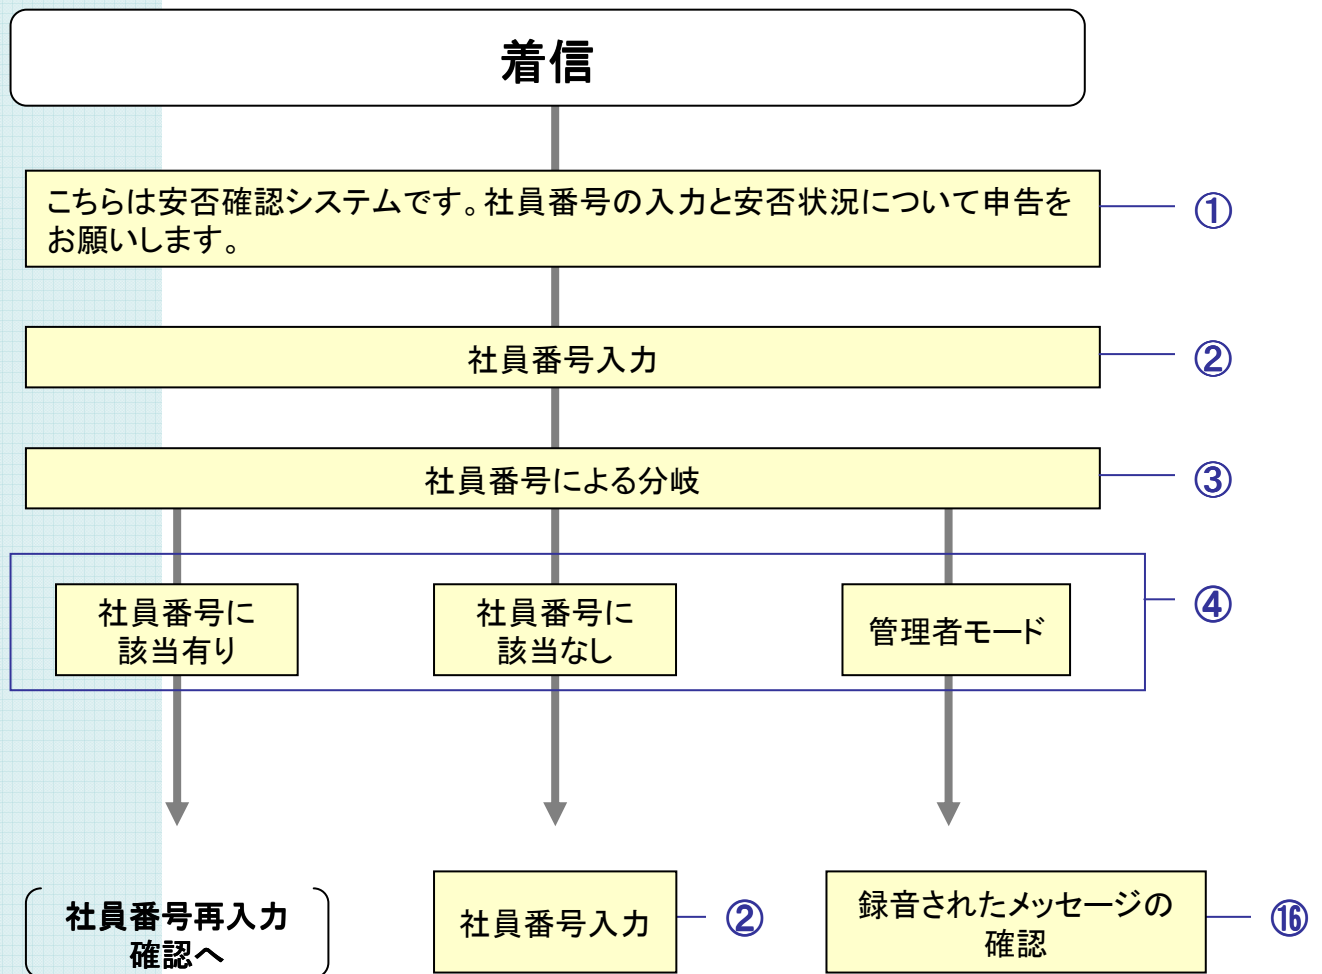 着信
こちらは安否確認システムです。社員番号の入力と安否状況について申告を
お願いします。
①
社員番号入力
②
社員番号による分岐
③
社員番号に
該当有り
社員番号に
該当なし
管理者モード
④
社員番号再入力
確認へ
社員番号入力
②
録音されたメッセージの
確認
⑯